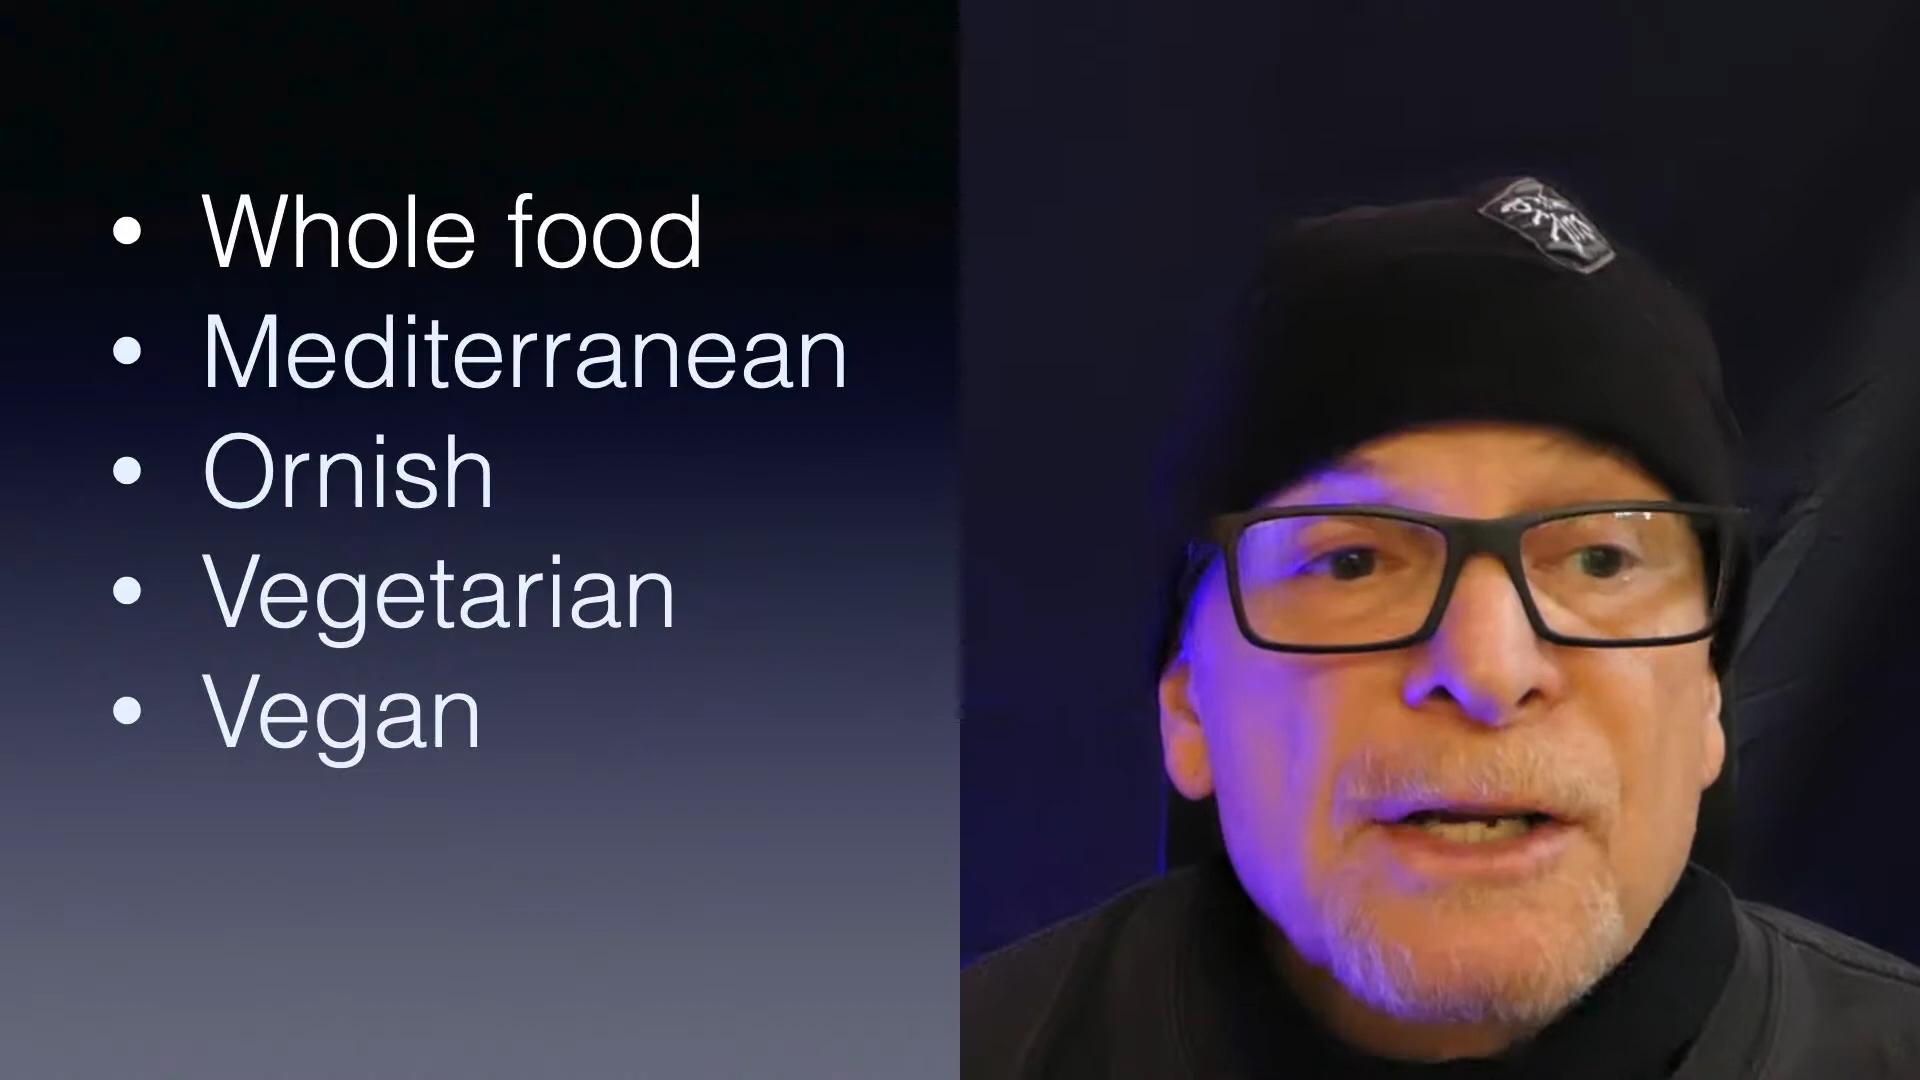 • Whole food
• Mediterranean
• Ornish
• Vegetarian
• Vegan